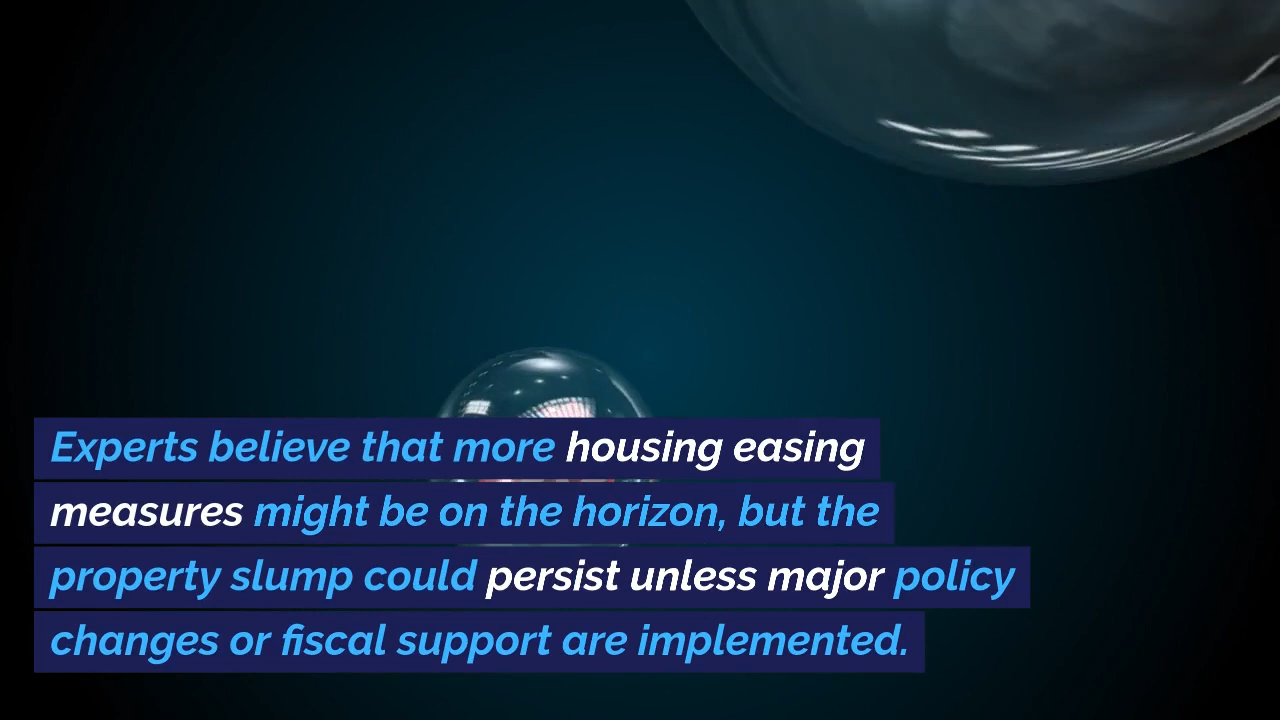 Experts believe that more housing easing
measures might be on the horizon, but the
property slump could persist unless major policy
changes or fiscal support are implemented.